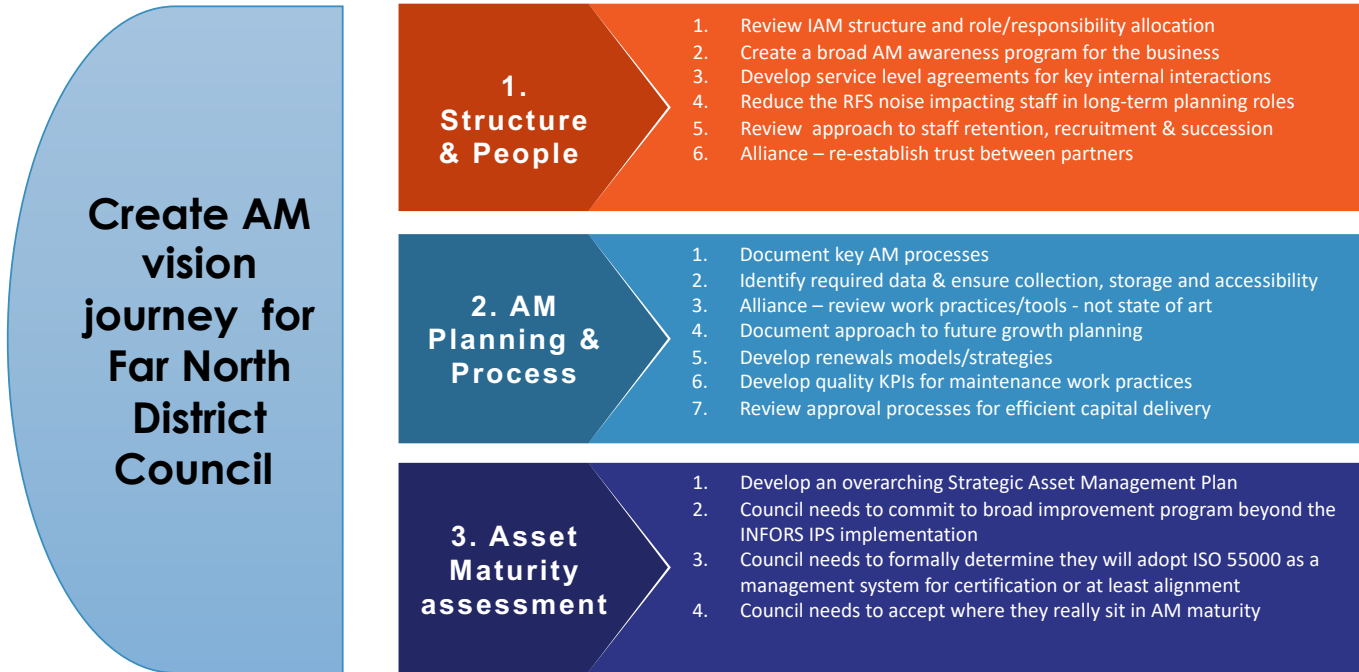 Create AM
vision
journey for
Far North
District
Council
1.
Structure
& People
1. Review IAM structure and role/responsibility allocation
2. Create a broad AM awareness program for the business
3. Develop service level agreements for key internal interactions
4. Reduce the RFS noise impacting staff in long-term planning roles
5. Review approach to staff retention, recruitment & succession
6. Alliance – re-establish trust between partners
2. AM
Planning &
Process
1. Document key AM processes
2. Identify required data & ensure collection, storage and accessibility
3. Alliance – review work practices/tools - not state of art
4. Document approach to future growth planning
5. Develop renewals models/strategies
6. Develop quality KPIs for maintenance work practices
7. Review approval processes for efficient capital delivery
3. Asset
Maturity
assessment
1. Develop an overarching Strategic Asset Management Plan
2. Council needs to commit to broad improvement program beyond the
INFORS IPS implementation
3. Council needs to formally determine they will adopt ISO 55000 as a
management system for certification or at least alignment
4. Council needs to accept where they really sit in AM maturity